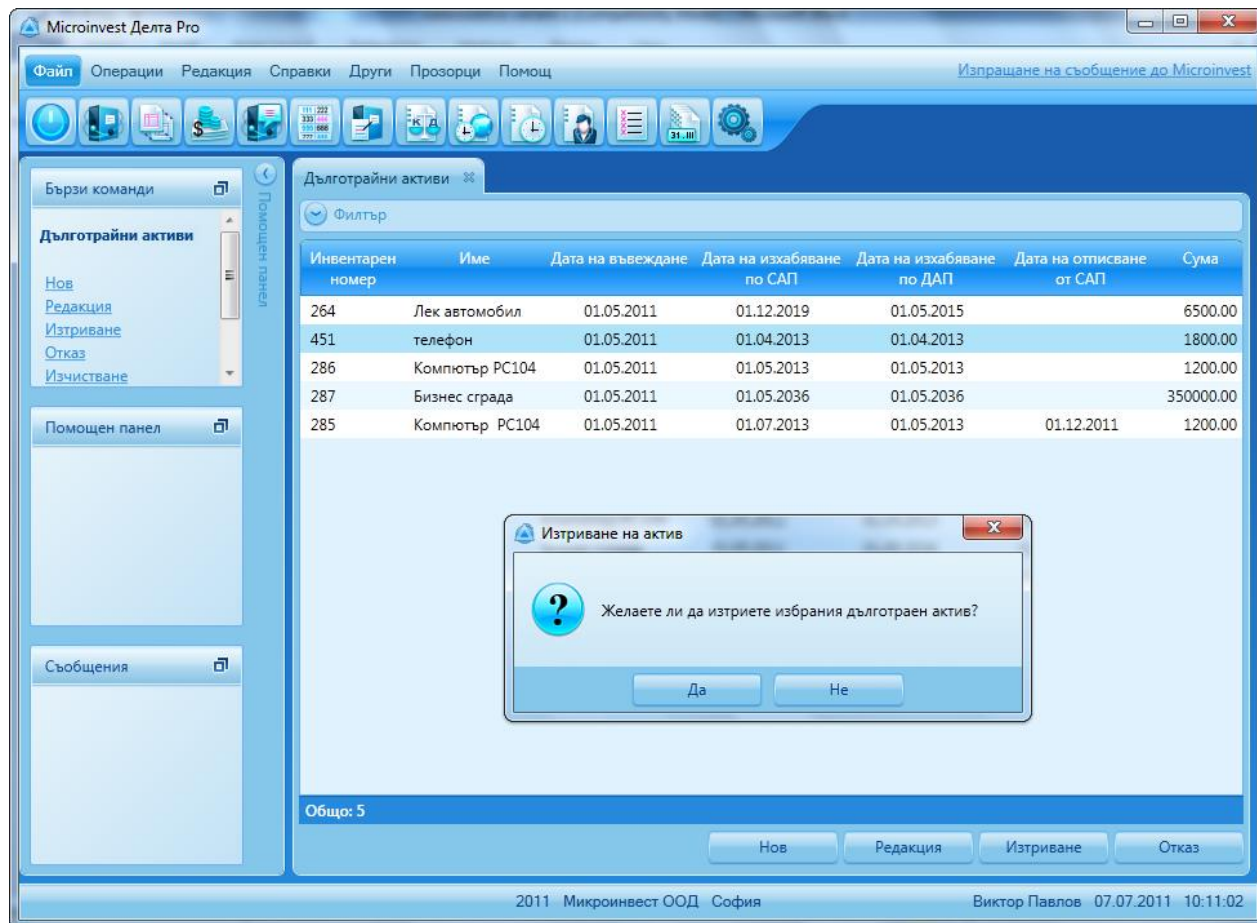 Microinvest Делта Pro
Файл Операции Редакция Справки Други Прозорци Помощ Изпращане на съобщение до Microinvest
Бързи команди
Дълготрайни активи
Нов
Редакция
Изтриване
Отказ
Изчистване
Помощен панел
Съобщения
Помощен панел
Дълготрайни активи
Филтър
Инвентарен номер Име Дата на въвеждане Дата на изхабяване по САП Дата на изхабяване по ДАП Дата на отписване от САП Сума
264 Лек автомобил 01.05.2011 01.12.2019 01.05.2015 6500.00
451 телефон 01.05.2011 01.04.2013 01.04.2013 1800.00
286 Компютър PC104 01.05.2011 01.05.2013 01.05.2013 1200.00
287 Бизнес сграда 01.05.2011 01.05.2036 01.05.2036 350000.00
285 Компютър PC104 01.05.2011 01.07.2013 01.05.2013 01.12.2011 1200.00
Изтриване на актив
Желаете ли да изтриете избрания дълготраен актив?
Да Не
Общо: 5
Нов Редакция Изтриване Отказ
2011 Микроинвест ООД София Виктор Павлов 07.07.2011 10:11:02